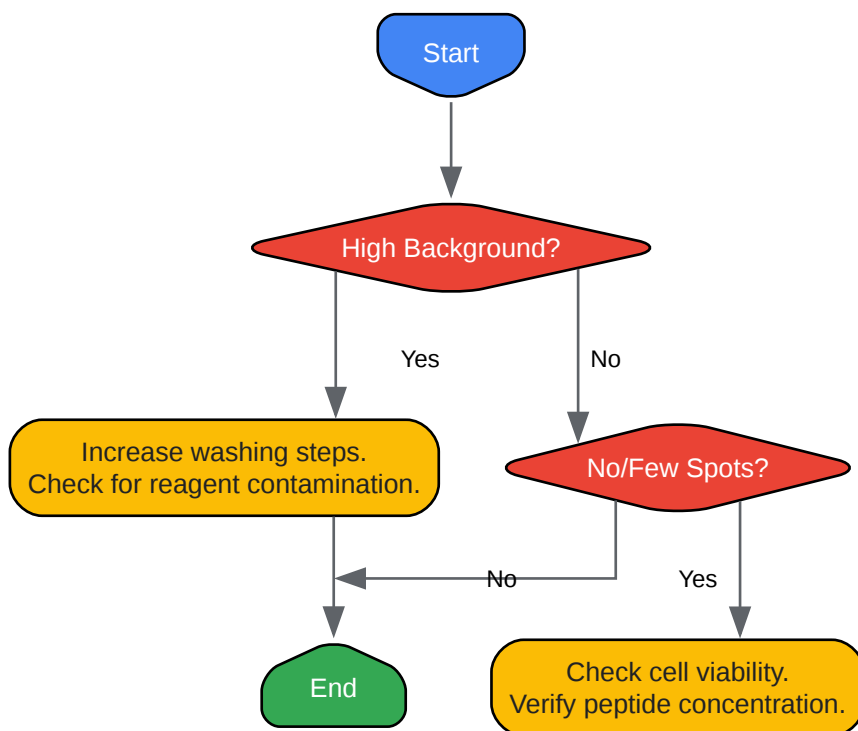 Start
High Background?
Yes
No
Increase washing steps.
Check for reagent contamination.
No/Few Spots?
No
Yes
End
Check cell viability.
Verify peptide concentration.